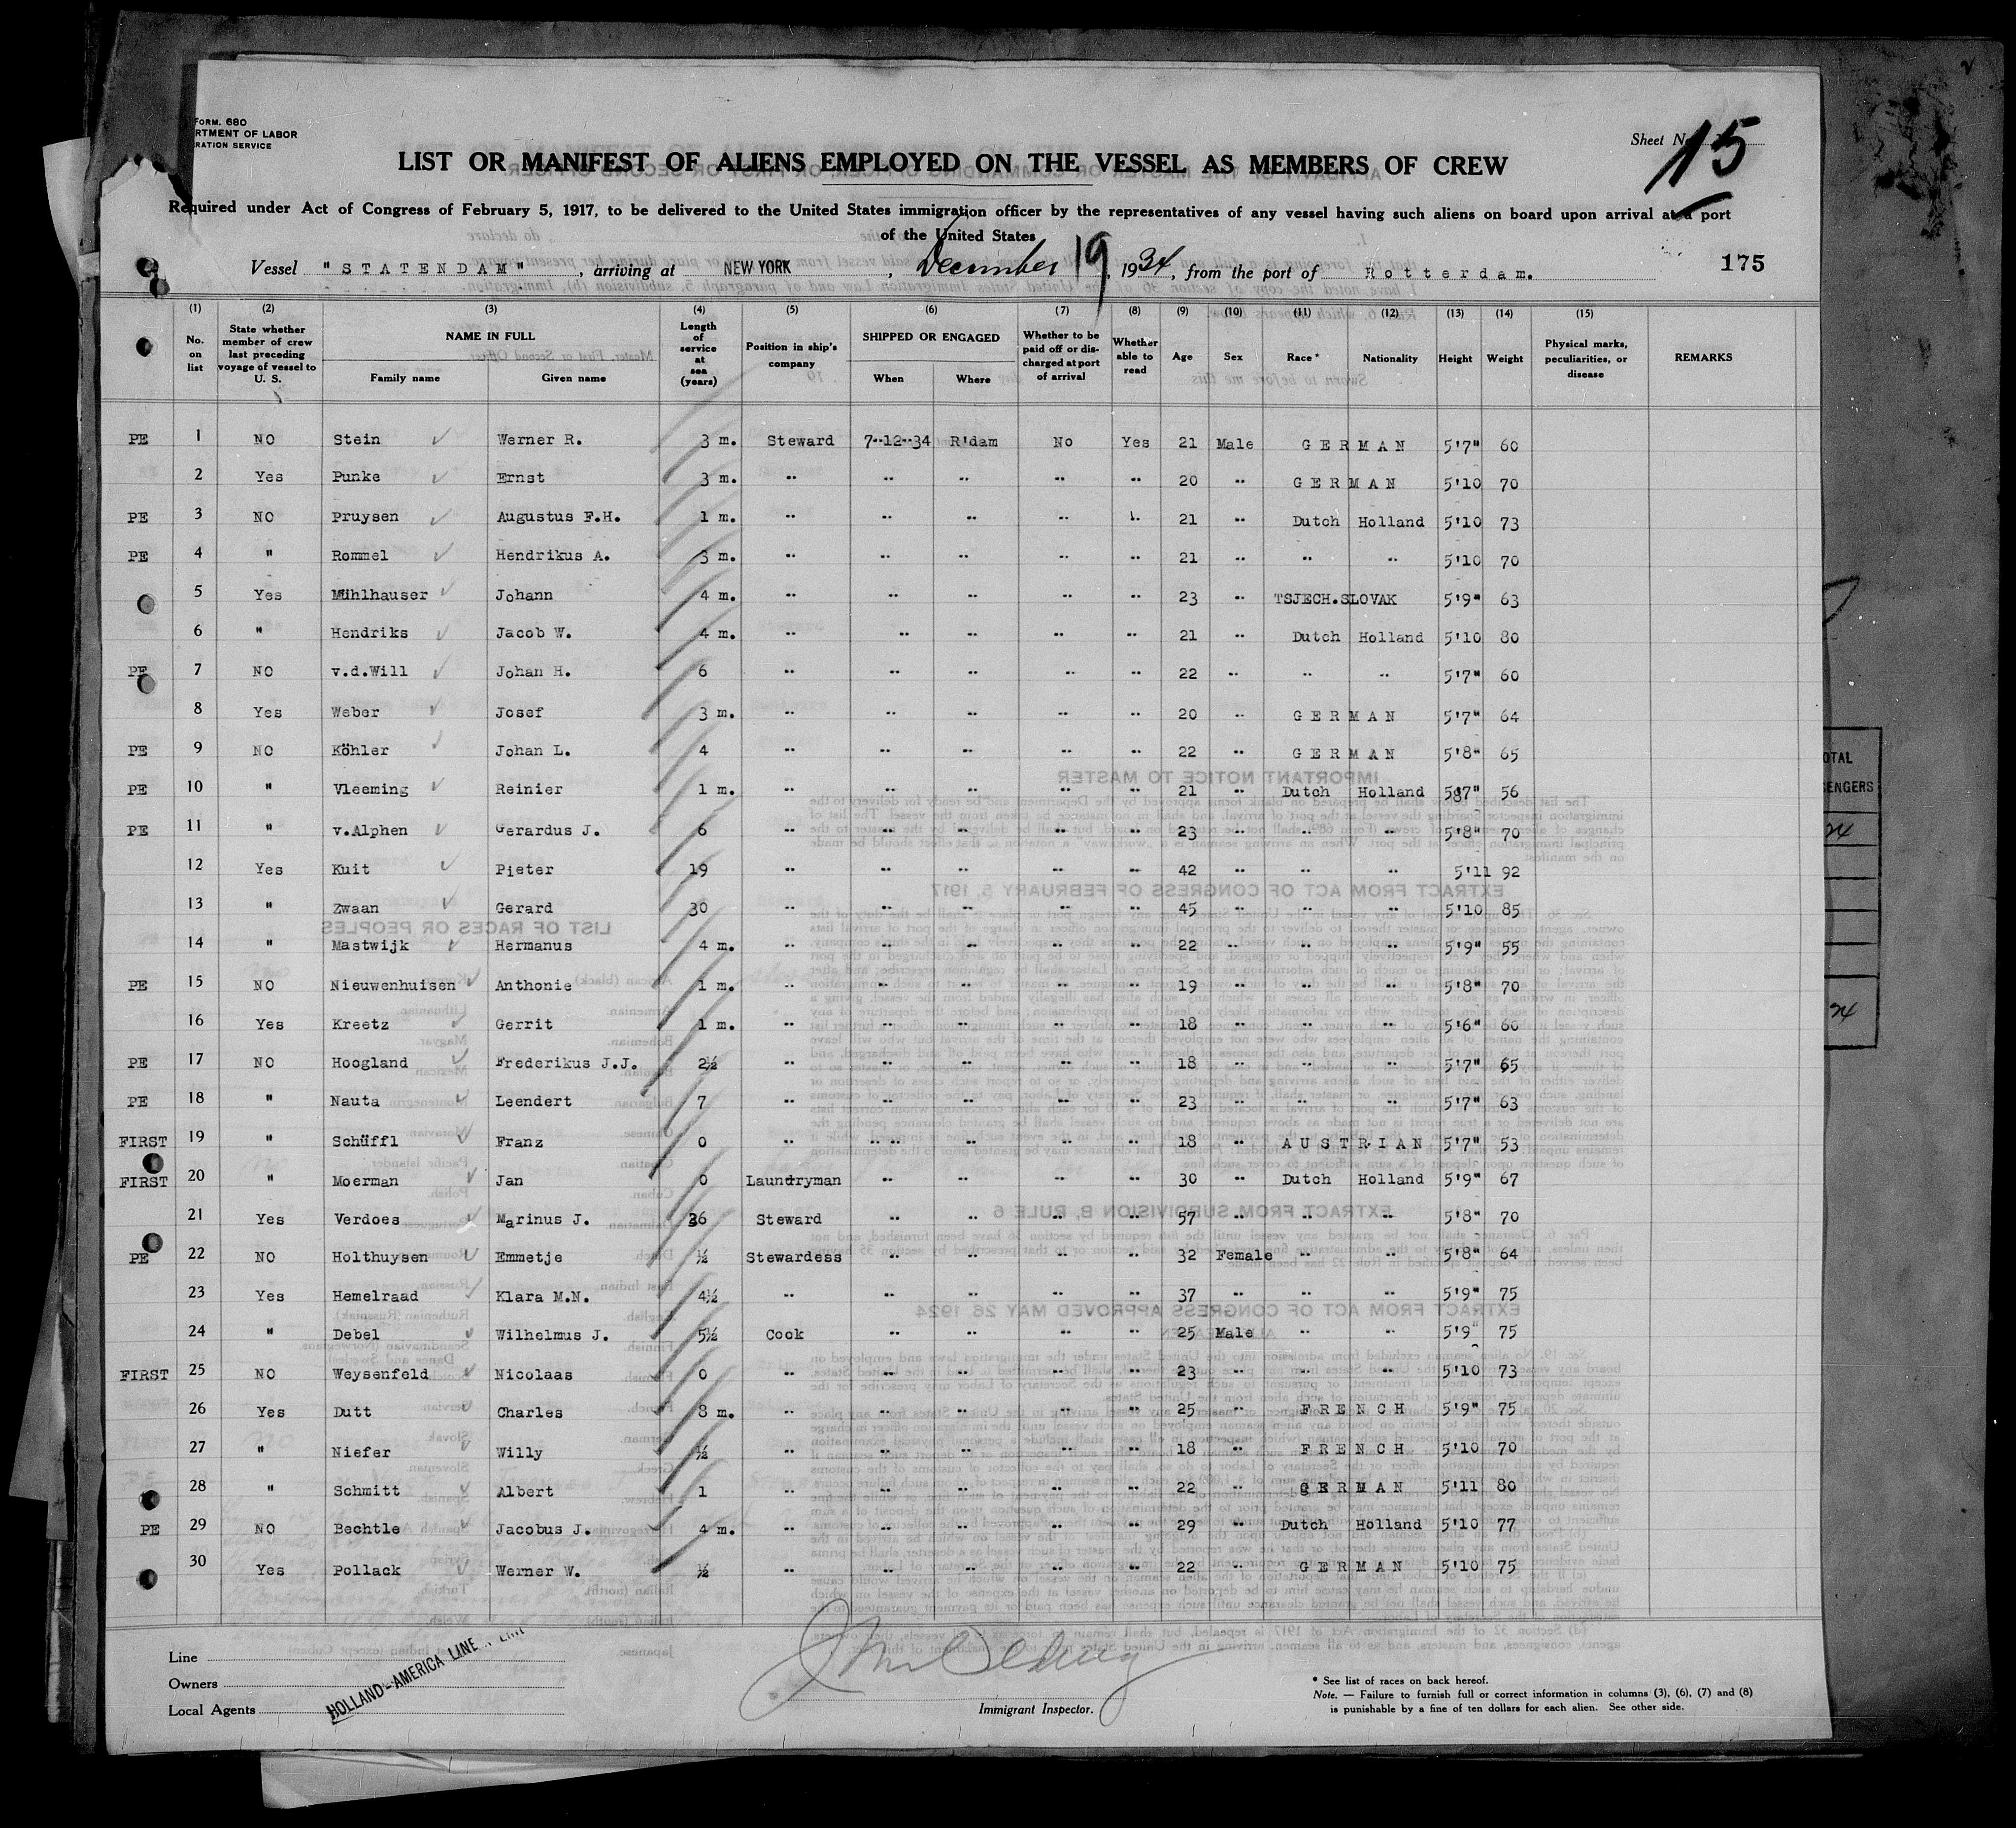 FORM. 680
RTMENT OF LABOR
RATION SERVICE
Sheet No. 15
LIST OR MANIFEST OF ALIENS EMPLOYED ON THE VESSEL AS MEMBERS OF CREW
Required under Act of Congress of February 5, 1917, to be delivered to the United States immigration officer by the representatives of any vessel having such aliens on board upon arrival at a port
of the United States
Vessel "STATENDAM", arriving at NEW YORK, December 19, 1934, from the port of Rotterdam. 175
(1) (2) (3) (4) (5) (6) (7) (8) (9) (10) (11) (12) (13) (14) (15)
No. on list | State whether member of crew last preceding voyage of vessel to U. S. | NAME IN FULL Family name Given name | Length of service at sea (years) | Position in ship's company | SHIPPED OR ENGAGED When Where | Whether to be paid off or discharged at port of arrival | Whether able to read | Age | Sex | Race* | Nationality | Height | Weight | Physical marks, peculiarities, or disease | REMARKS
PE 1 NO Stein Werner R. 3 m. Steward 7-12-34 R'dam No Yes 21 Male GERMAN 5'7" 60
2 Yes Punke Ernst 3 m. " " " " " 20 " GERMAN 5'10 70
PE 3 NO Pruysen Augustus F.H. 1 m. " " " " " 21 " Dutch Holland 5'10 73
PE 4 " Rommel Hendrikus A. 3 m. " " " " " 21 " " " 5'10 70
5 Yes Mühlhauser Johann 4 m. " " " " " 23 " TSJECH.SLOVAK 5'9" 63
6 " Hendriks Jacob W. 4 m. " " " " " 21 " Dutch Holland 5'10 80
PE 7 NO v.d.Will Johan H. 6 " " " " " 22 " " " 5'7" 60
8 Yes Weber Josef 3 m. " " " " " 20 " GERMAN 5'7" 64
PE 9 NO Köhler Johan L. 4 " " " " " 22 " GERMAN 5'8" 65
PE 10 " Vleeming Reinier 1 m. " " " " " 21 " Dutch Holland 5'7" 56
PE 11 " v.Alphen Gerardus J. 6 " " " " " 23 " " " 5'8" 70
12 Yes Kuit Pieter 19 " " " " " 42 " " " 5'11 92
13 " Zwaan Gerard 30 " " " " " 45 " " " 5'10 85
14 " Mastwijk Hermanus 4 m. " " " " " 22 " " " 5'9" 55
PE 15 NO Nieuwenhuisen Anthonie 1 m. " " " " " 19 " " " 5'8" 70
16 Yes Kreetz Gerrit 1 m. " " " " " 18 " " " 5'6" 60
PE 17 NO Hoogland Frederikus J.J. 2½ " " " " " 18 " " " 5'7" 65
PE 18 " Nauta Leendert 7 " " " " " 23 " " " 5'7" 63
FIRST 19 " Schüffl Franz 0 " " " " " 18 " AUSTRIAN 5'7" 53
FIRST 20 " Moerman Jan 0 Laundryman " " " " 30 " Dutch Holland 5'9" 67
21 Yes Verdoes Marinus J. 36 Steward " " " " 57 " " " 5'8" 70
PE 22 NO Holthuysen Emmetje ½ Stewardess " " " " 32 Female " " 5'8" 64
23 Yes Hemelraad Klara M.N. 4½ " " " " " 37 " " " 5'9" 75
24 " Debel Wilhelmus J. 5½ Cook " " " " 25 Male " " 5'9" 75
FIRST 25 NO Weysenfeld Nicolaas 0 " " " " " 23 " " " 5'10 73
26 Yes Dutt Charles 8 m. " " " " " 25 " FRENCH 5'9" 75
27 " Niefer Willy ½ " " " " " 18 " FRENCH 5'10 70
28 " Schmitt Albert 1 " " " " " 22 " GERMAN 5'11 80
PE 29 NO Bechtle Jacobus J. 4 m. " " " " " 29 " Dutch Holland 5'10 77
30 Yes Pollack Werner W. ½ " " " " " 22 " GERMAN 5'10 75
Line
Owners
Local Agents
HOLLAND-AMERICA LINE
Immigrant Inspector.
* See list of races on back hereof.
Note. — Failure to furnish full or correct information in columns (3), (6), (7) and (8)
is punishable by a fine of ten dollars for each alien. See other side.
OTAL
ENGERS